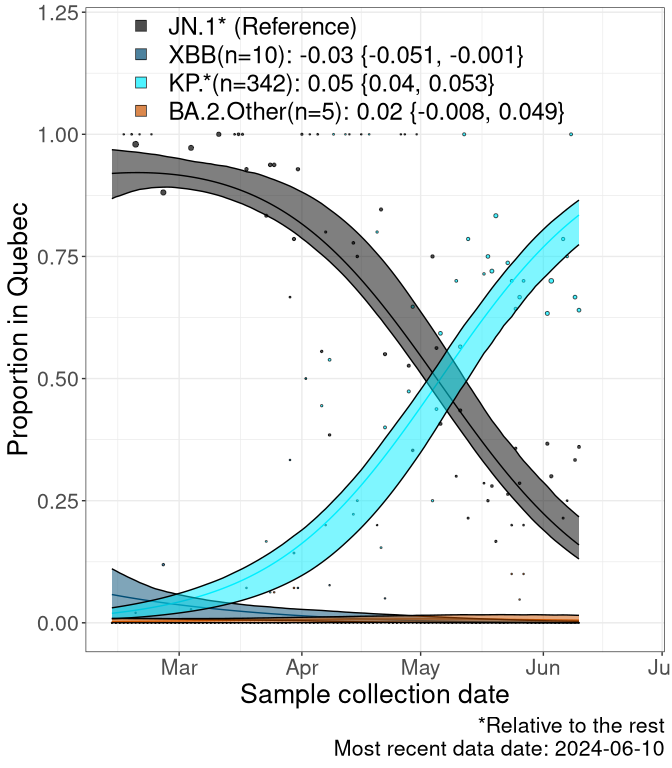 1.25
JN.1* (Reference)
XBB(n=10): -0.03 {-0.051, -0.001}
KP.*(n=342): 0.05 {0.04, 0.053}
BA.2.Other(n=5): 0.02 {-0.008, 0.049}
1.00
0.75
0.50
0.25
0.00
Proportion in Quebec
Mar Apr May Jun Ju
Sample collection date
*Relative to the rest
Most recent data date: 2024-06-10